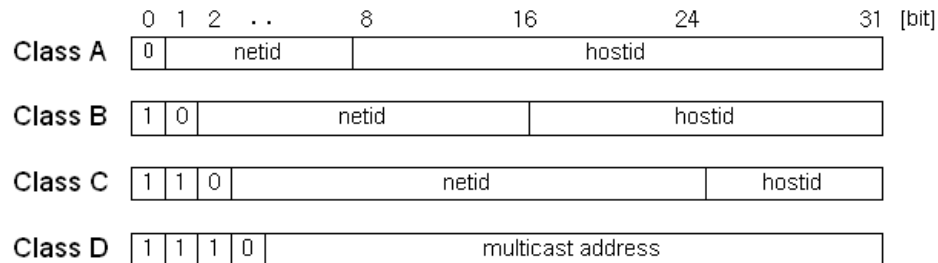 0 1 2 . . 8 16 24 31 [bit]
Class A 0 netid hostid
Class B 1 0 netid hostid
Class C 1 1 0 netid hostid
Class D 1 1 1 0 multicast address